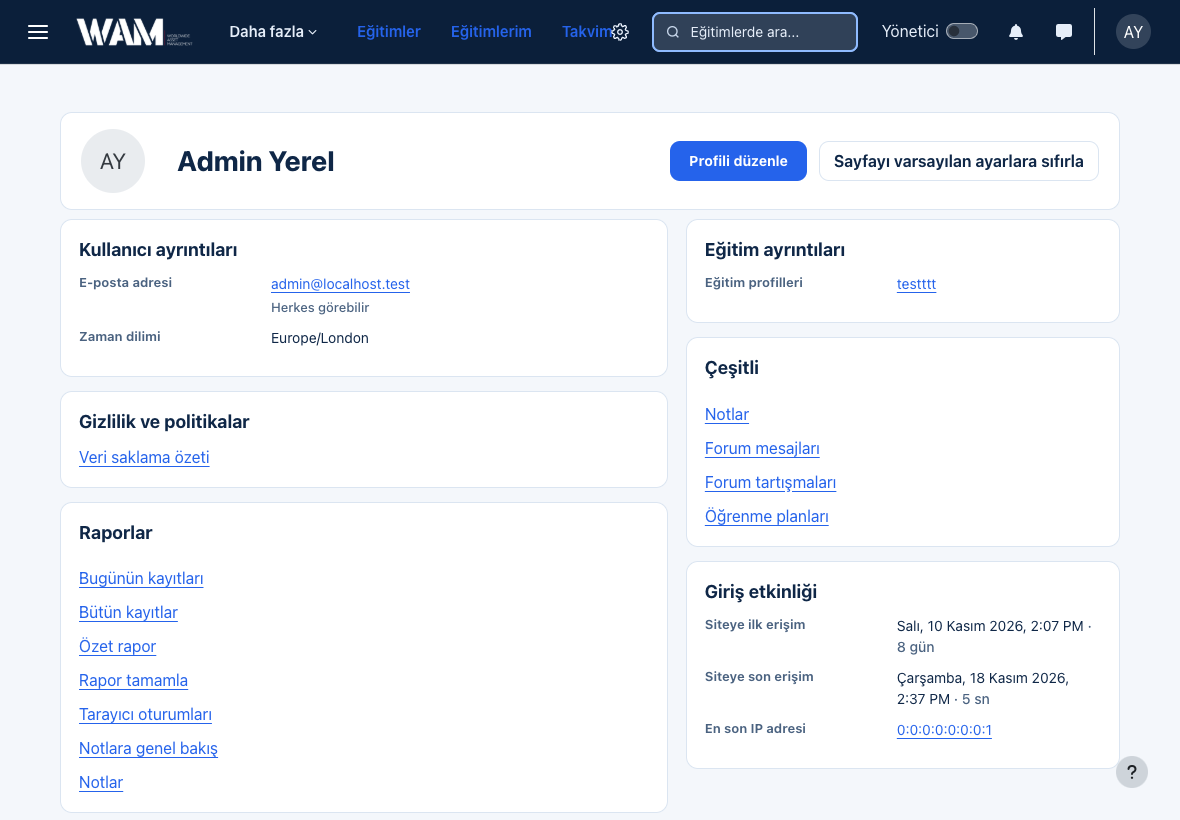 WAM WORLDWIDE ASSET MANAGEMENT
Daha fazla
Eğitimler
Eğitimlerim
Takvim
Eğitimlerde ara...
Yönetici
AY
AY
Admin Yerel
Profili düzenle
Sayfayı varsayılan ayarlara sıfırla
Kullanıcı ayrıntıları
E-posta adresi
admin@localhost.test
Herkes görebilir
Zaman dilimi
Europe/London
Gizlilik ve politikalar
Veri saklama özeti
Raporlar
Bugünün kayıtları
Bütün kayıtlar
Özet rapor
Rapor tamamla
Tarayıcı oturumları
Notlara genel bakış
Notlar
Eğitim ayrıntıları
Eğitim profilleri
testttt
Çeşitli
Notlar
Forum mesajları
Forum tartışmaları
Öğrenme planları
Giriş etkinliği
Siteye ilk erişim
Salı, 10 Kasım 2026, 2:07 PM ·
8 gün
Siteye son erişim
Çarşamba, 18 Kasım 2026,
2:37 PM · 5 sn
En son IP adresi
0:0:0:0:0:0:0:1
?